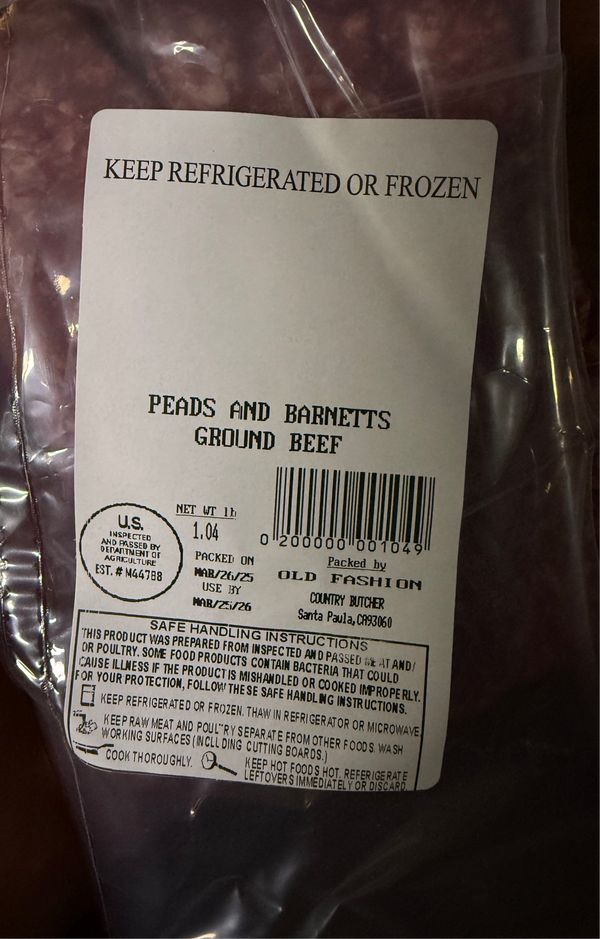 KEEP REFRIGERATED OR FROZEN
PEADS AND BARNETTS
GROUND BEEF
U.S.
INSPECTED
AND PASSED BY
DEPARTMENT OF
AGRICULTURE
EST. # M44798
NET WT lb
1.04
PACKED ON
MAR/26/25
USE BY
MAR/25/26
0 200000 001049
Packed by
OLD FASHION
COUNTRY BUTCHER
Santa Paula,CA93060
SAFE HANDLING INSTRUCTIONS
THIS PRODUCT WAS PREPARED FROM INSPECTED AND PASSED MEAT AND/
OR POULTRY. SOME FOOD PRODUCTS CONTAIN BACTERIA THAT COULD
CAUSE ILLNESS IF THE PRODUCT IS MISHANDLED OR COOKED IMPROPERLY.
FOR YOUR PROTECTION, FOLLOW THESE SAFE HANDLING INSTRUCTIONS.
KEEP REFRIGERATED OR FROZEN. THAW IN REFRIGERATOR OR MICROWAVE
KEEP RAW MEAT AND POULTRY SEPARATE FROM OTHER FOODS. WASH
WORKING SURFACES (INCLUDING CUTTING BOARDS.)
COOK THOROUGHLY.
KEEP HOT FOODS HOT. REFERIGERATE
LEFTOVERS IMMEDIATELY OR DISCARD